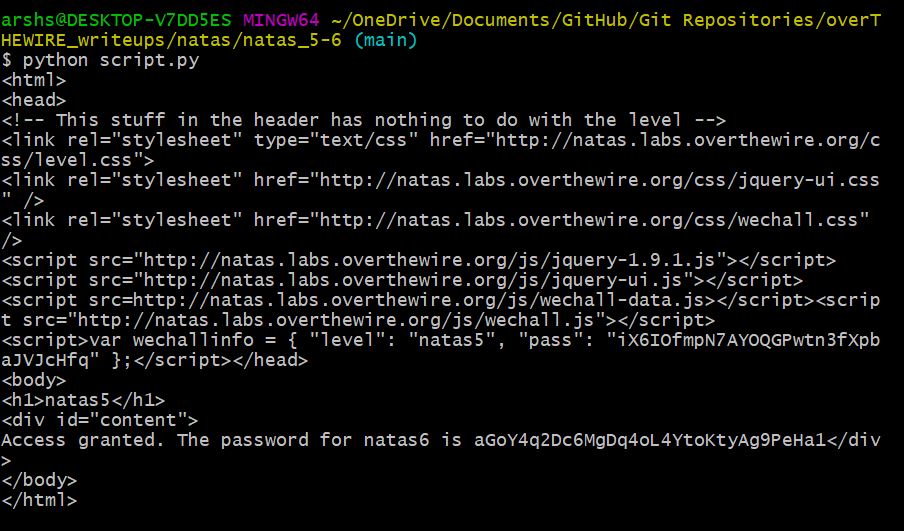 arshs@DESKTOP-V7DD5ES MINGW64 ~/OneDrive/Documents/GitHub/Git Repositories/overT
HEWIRE_writeups/natas/natas_5-6 (main)
$ python script.py
<html>
<head>
<!-- This stuff in the header has nothing to do with the level -->
<link rel="stylesheet" type="text/css" href="http://natas.labs.overthewire.org/c
ss/level.css">
<link rel="stylesheet" href="http://natas.labs.overthewire.org/css/jquery-ui.css
" />
<link rel="stylesheet" href="http://natas.labs.overthewire.org/css/wechall.css"
/>
<script src="http://natas.labs.overthewire.org/js/jquery-1.9.1.js"></script>
<script src="http://natas.labs.overthewire.org/js/jquery-ui.js"></script>
<script src=http://natas.labs.overthewire.org/js/wechall-data.js></script><scrip
t src="http://natas.labs.overthewire.org/js/wechall.js"></script>
<script>var wechallinfo = { "level": "natas5", "pass": "iX6IOfmpN7AYOQGPwtn3fXpb
aJVJcHfq" };</script></head>
<body>
<h1>natas5</h1>
<div id="content">
Access granted. The password for natas6 is aGoY4q2Dc6MgDq4oL4YtoKtyAg9PeHa1</div
>
</body>
</html>